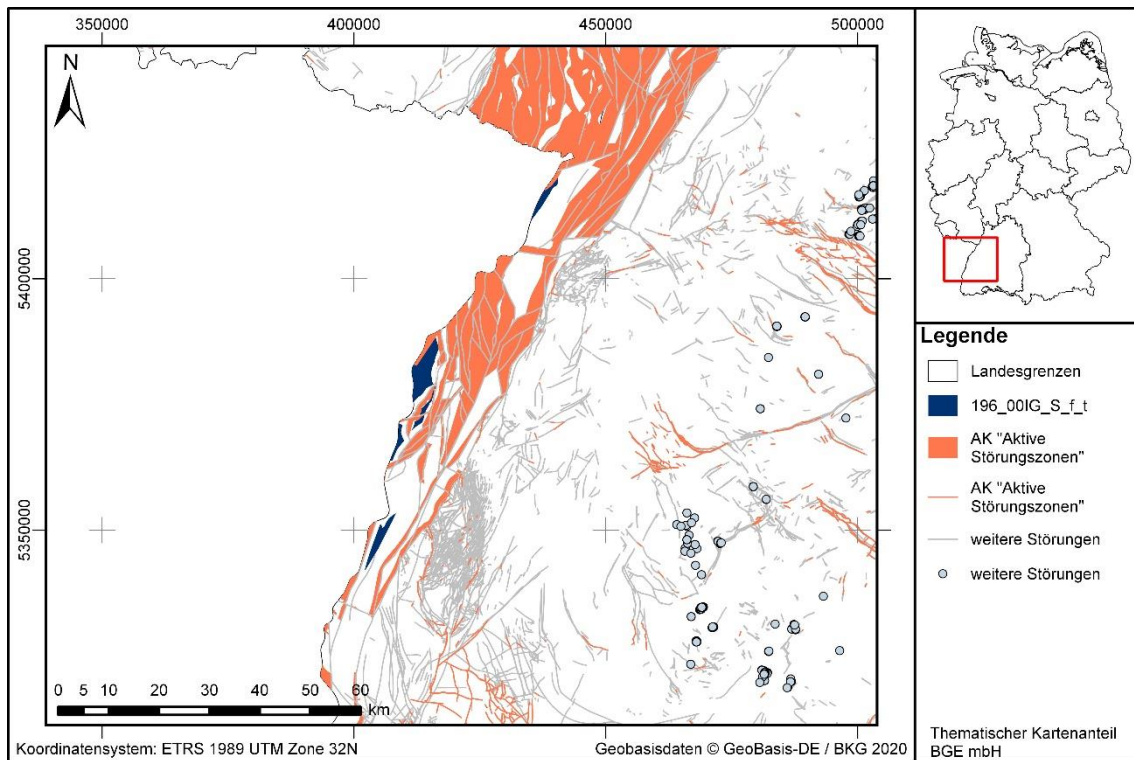 350000 400000 450000 500000
N
5400000
5350000
5400000
5350000
0 5 10 20 30 40 50 60
km
Koordinatensystem: ETRS 1989 UTM Zone 32N
Geobasisdaten © GeoBasis-DE / BKG 2020
Legende
Landesgrenzen
196_00IG_S_f_t
AK "Aktive
Störungszonen"
AK "Aktive
Störungszonen"
weitere Störungen
weitere Störungen
Thematischer Kartenanteil
BGE mbH